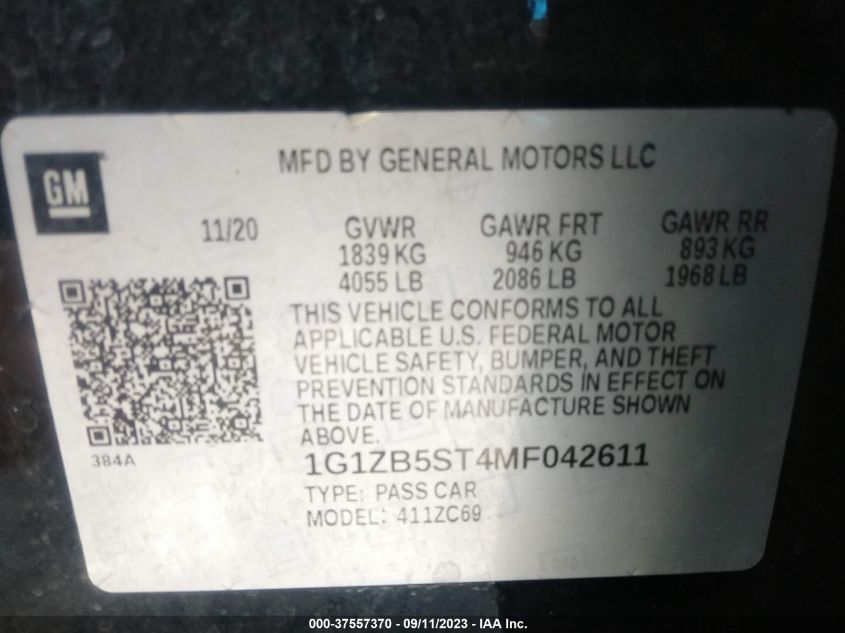 GM
MFD BY GENERAL MOTORS LLC
11/20 GVWR GAWR FRT GAWR RR
1839 KG 946 KG 893 KG
4055 LB 2086 LB 1968 LB
THIS VEHICLE CONFORMS TO ALL
APPLICABLE U.S. FEDERAL MOTOR
VEHICLE SAFETY, BUMPER, AND THEFT
PREVENTION STANDARDS IN EFFECT ON
THE DATE OF MANUFACTURE SHOWN
ABOVE.
384A
1G1ZB5ST4MF042611
TYPE: PASS CAR
MODEL: 411ZC69
000-37557370 - 09/11/2023 - IAA Inc.